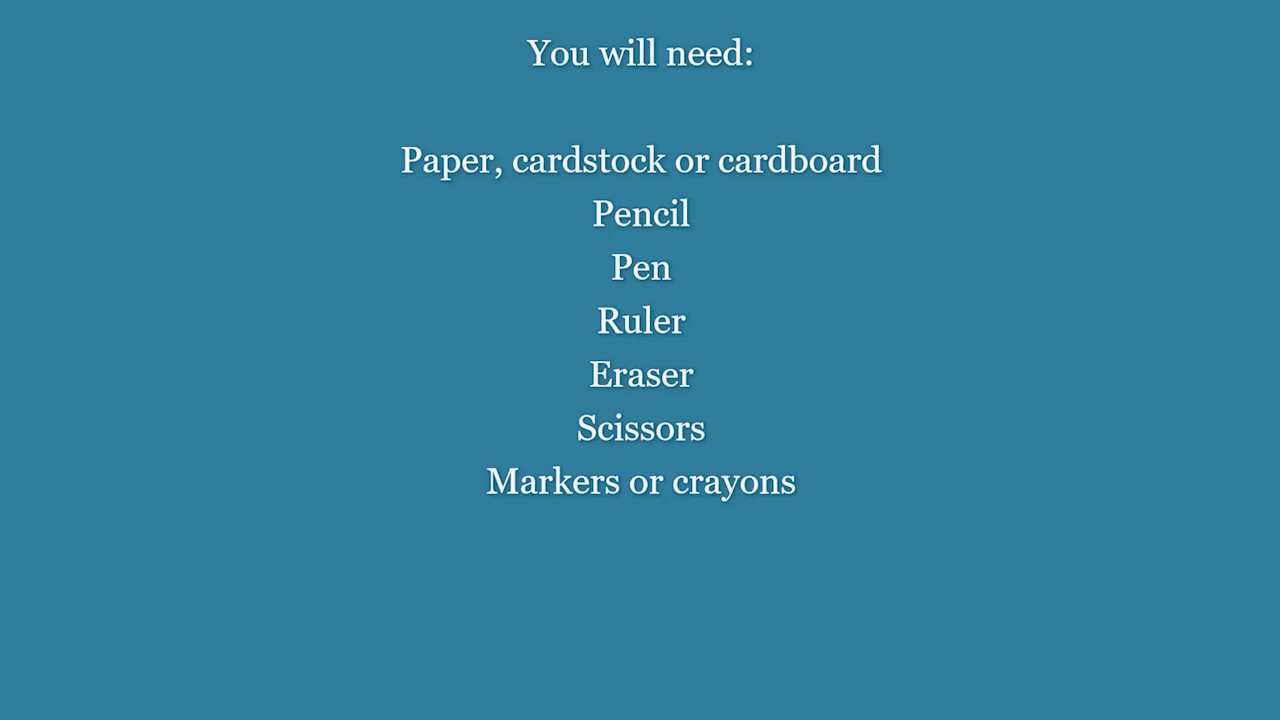 You will need:
Paper, cardstock or cardboard
Pencil
Pen
Ruler
Eraser
Scissors
Markers or crayons